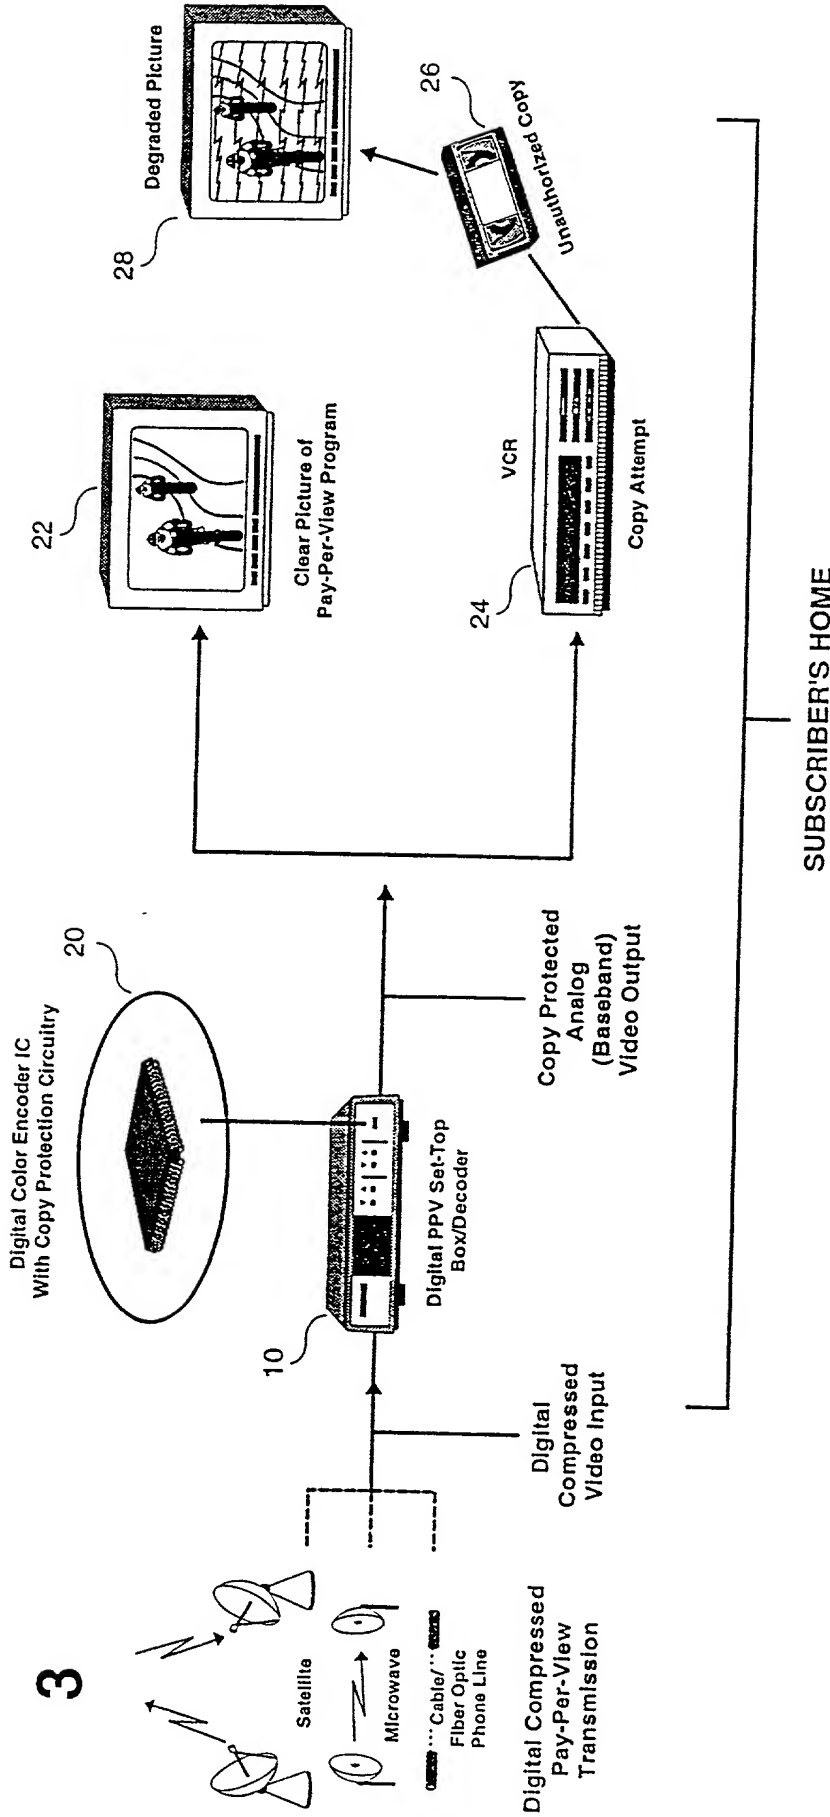 3
Satellite
Microwave
Cable/
Fiber Optic
Phone Line
Digital Compressed
Pay-Per-View
Transmission
Digital
Compressed
Video Input
10
Digital PPV Set-Top
Box/Decoder
Digital Color Encoder IC
With Copy Protection Circuitry
20
Copy Protected
Analog
(Baseband)
Video Output
22
Clear Picture of
Pay-Per-View Program
24
VCR
Copy Attempt
26
Unauthorized Copy
28
Degraded Picture
SUBSCRIBER'S HOME